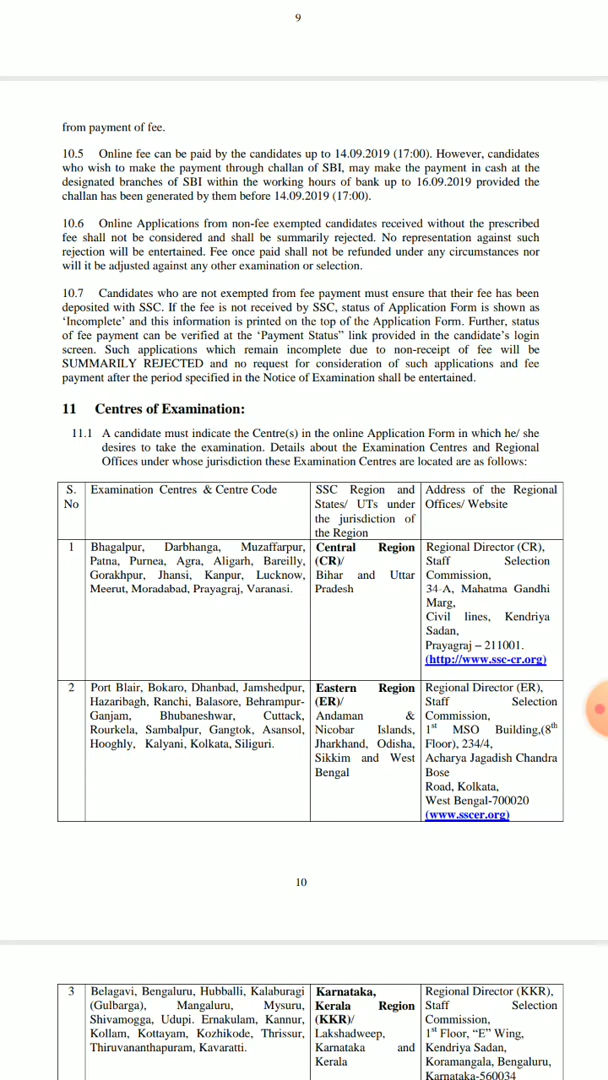 9
from payment of fee.
10.5 Online fee can be paid by the candidates up to 14.09.2019 (17:00). However, candidates
who wish to make the payment through challan of SBI, may make the payment in cash at the
designated branches of SBI within the working hours of bank up to 16.09.2019 provided the
challan has been generated by them before 14.09.2019 (17:00).
10.6 Online Applications from non-fee exempted candidates received without the prescribed
fee shall not be considered and shall be summarily rejected. No representation against such
rejection will be entertained. Fee once paid shall not be refunded under any circumstances nor
will it be adjusted against any other examination or selection.
10.7 Candidates who are not exempted from fee payment must ensure that their fee has been
deposited with SSC. If the fee is not received by SSC, status of Application Form is shown as
‘Incomplete’ and this information is printed on the top of the Application Form. Further, status
of fee payment can be verified at the ‘Payment Status” link provided in the candidate’s login
screen. Such applications which remain incomplete due to non-receipt of fee will be
SUMMARILY REJECTED and no request for consideration of such applications and fee
payment after the period specified in the Notice of Examination shall be entertained.
11 Centres of Examination:
11.1 A candidate must indicate the Centre(s) in the online Application Form in which he/ she
desires to take the examination. Details about the Examination Centres and Regional
Offices under whose jurisdiction these Examination Centres are located are as follows:
S.
No
Examination Centres & Centre Code
SSC Region and
States/ UTs under
the jurisdiction of
the Region
Address of the Regional
Offices/ Website
1
Bhagalpur, Darbhanga, Muzaffarpur,
Patna, Purnea, Agra, Aligarh, Bareilly,
Gorakhpur, Jhansi, Kanpur, Lucknow,
Meerut, Moradabad, Prayagraj, Varanasi.
Central Region
(CR)/
Bihar and Uttar
Pradesh
Regional Director (CR),
Staff Selection
Commission,
34-A, Mahatma Gandhi
Marg,
Civil lines, Kendriya
Sadan,
Prayagraj – 211001.
(http://www.ssc-cr.org)
2
Port Blair, Bokaro, Dhanbad, Jamshedpur,
Hazaribagh, Ranchi, Balasore, Behrampur-
Ganjam, Bhubaneshwar, Cuttack,
Rourkela, Sambalpur, Gangtok, Asansol,
Hooghly, Kalyani, Kolkata, Siliguri.
Eastern Region
(ER)/
Andaman &
Nicobar Islands,
Jharkhand, Odisha,
Sikkim and West
Bengal
Regional Director (ER),
Staff Selection
Commission,
1st MSO Building,(8th
Floor), 234/4,
Acharya Jagadish Chandra
Bose
Road, Kolkata,
West Bengal-700020
(www.sscer.org)
10
3
Belagavi, Bengaluru, Hubballi, Kalaburagi
(Gulbarga), Mangaluru, Mysuru,
Shivamogga, Udupi. Ernakulam, Kannur,
Kollam, Kottayam, Kozhikode, Thrissur,
Thiruvananthapuram, Kavaratti.
Karnataka,
Kerala Region
(KKR)/
Lakshadweep,
Karnataka and
Kerala
Regional Director (KKR),
Staff Selection
Commission,
1st Floor, “E” Wing,
Kendriya Sadan,
Koramangala, Bengaluru,
Karnataka-560034